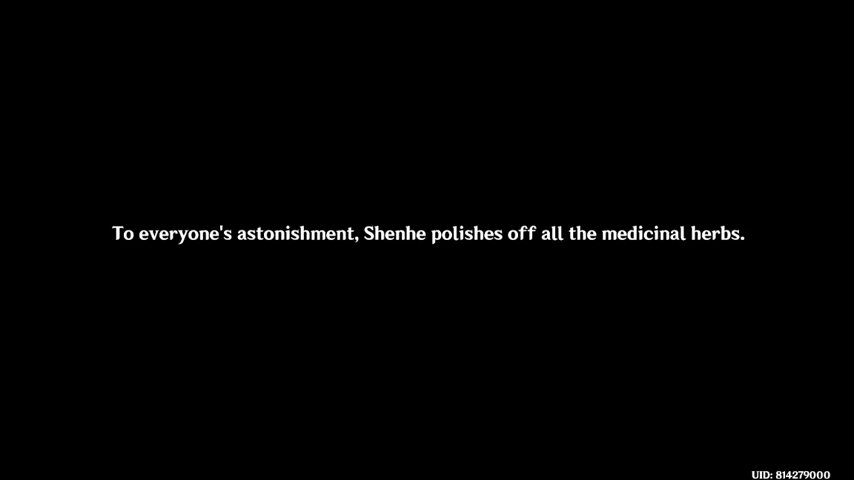 To everyone's astonishment, Shenhe polishes off all the medicinal herbs.
UID: 814279000